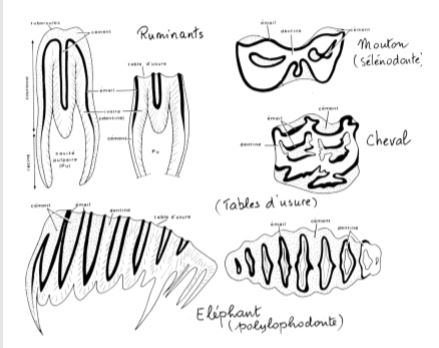 tubercules
cément
Ruminants
table d'usure
émail
ivoire
(dentine)
cément
couronne
racine
cavité
pulpaire
(Pu)
Pu
émail
dentine
cément
Mouton
(sélénodonte)
émail
cément
dentine
Cheval
(Tables d'usure)
cément
émail
dentine
table d'usure
émail
cément
dentine
Eléphant
(polylophodonte)